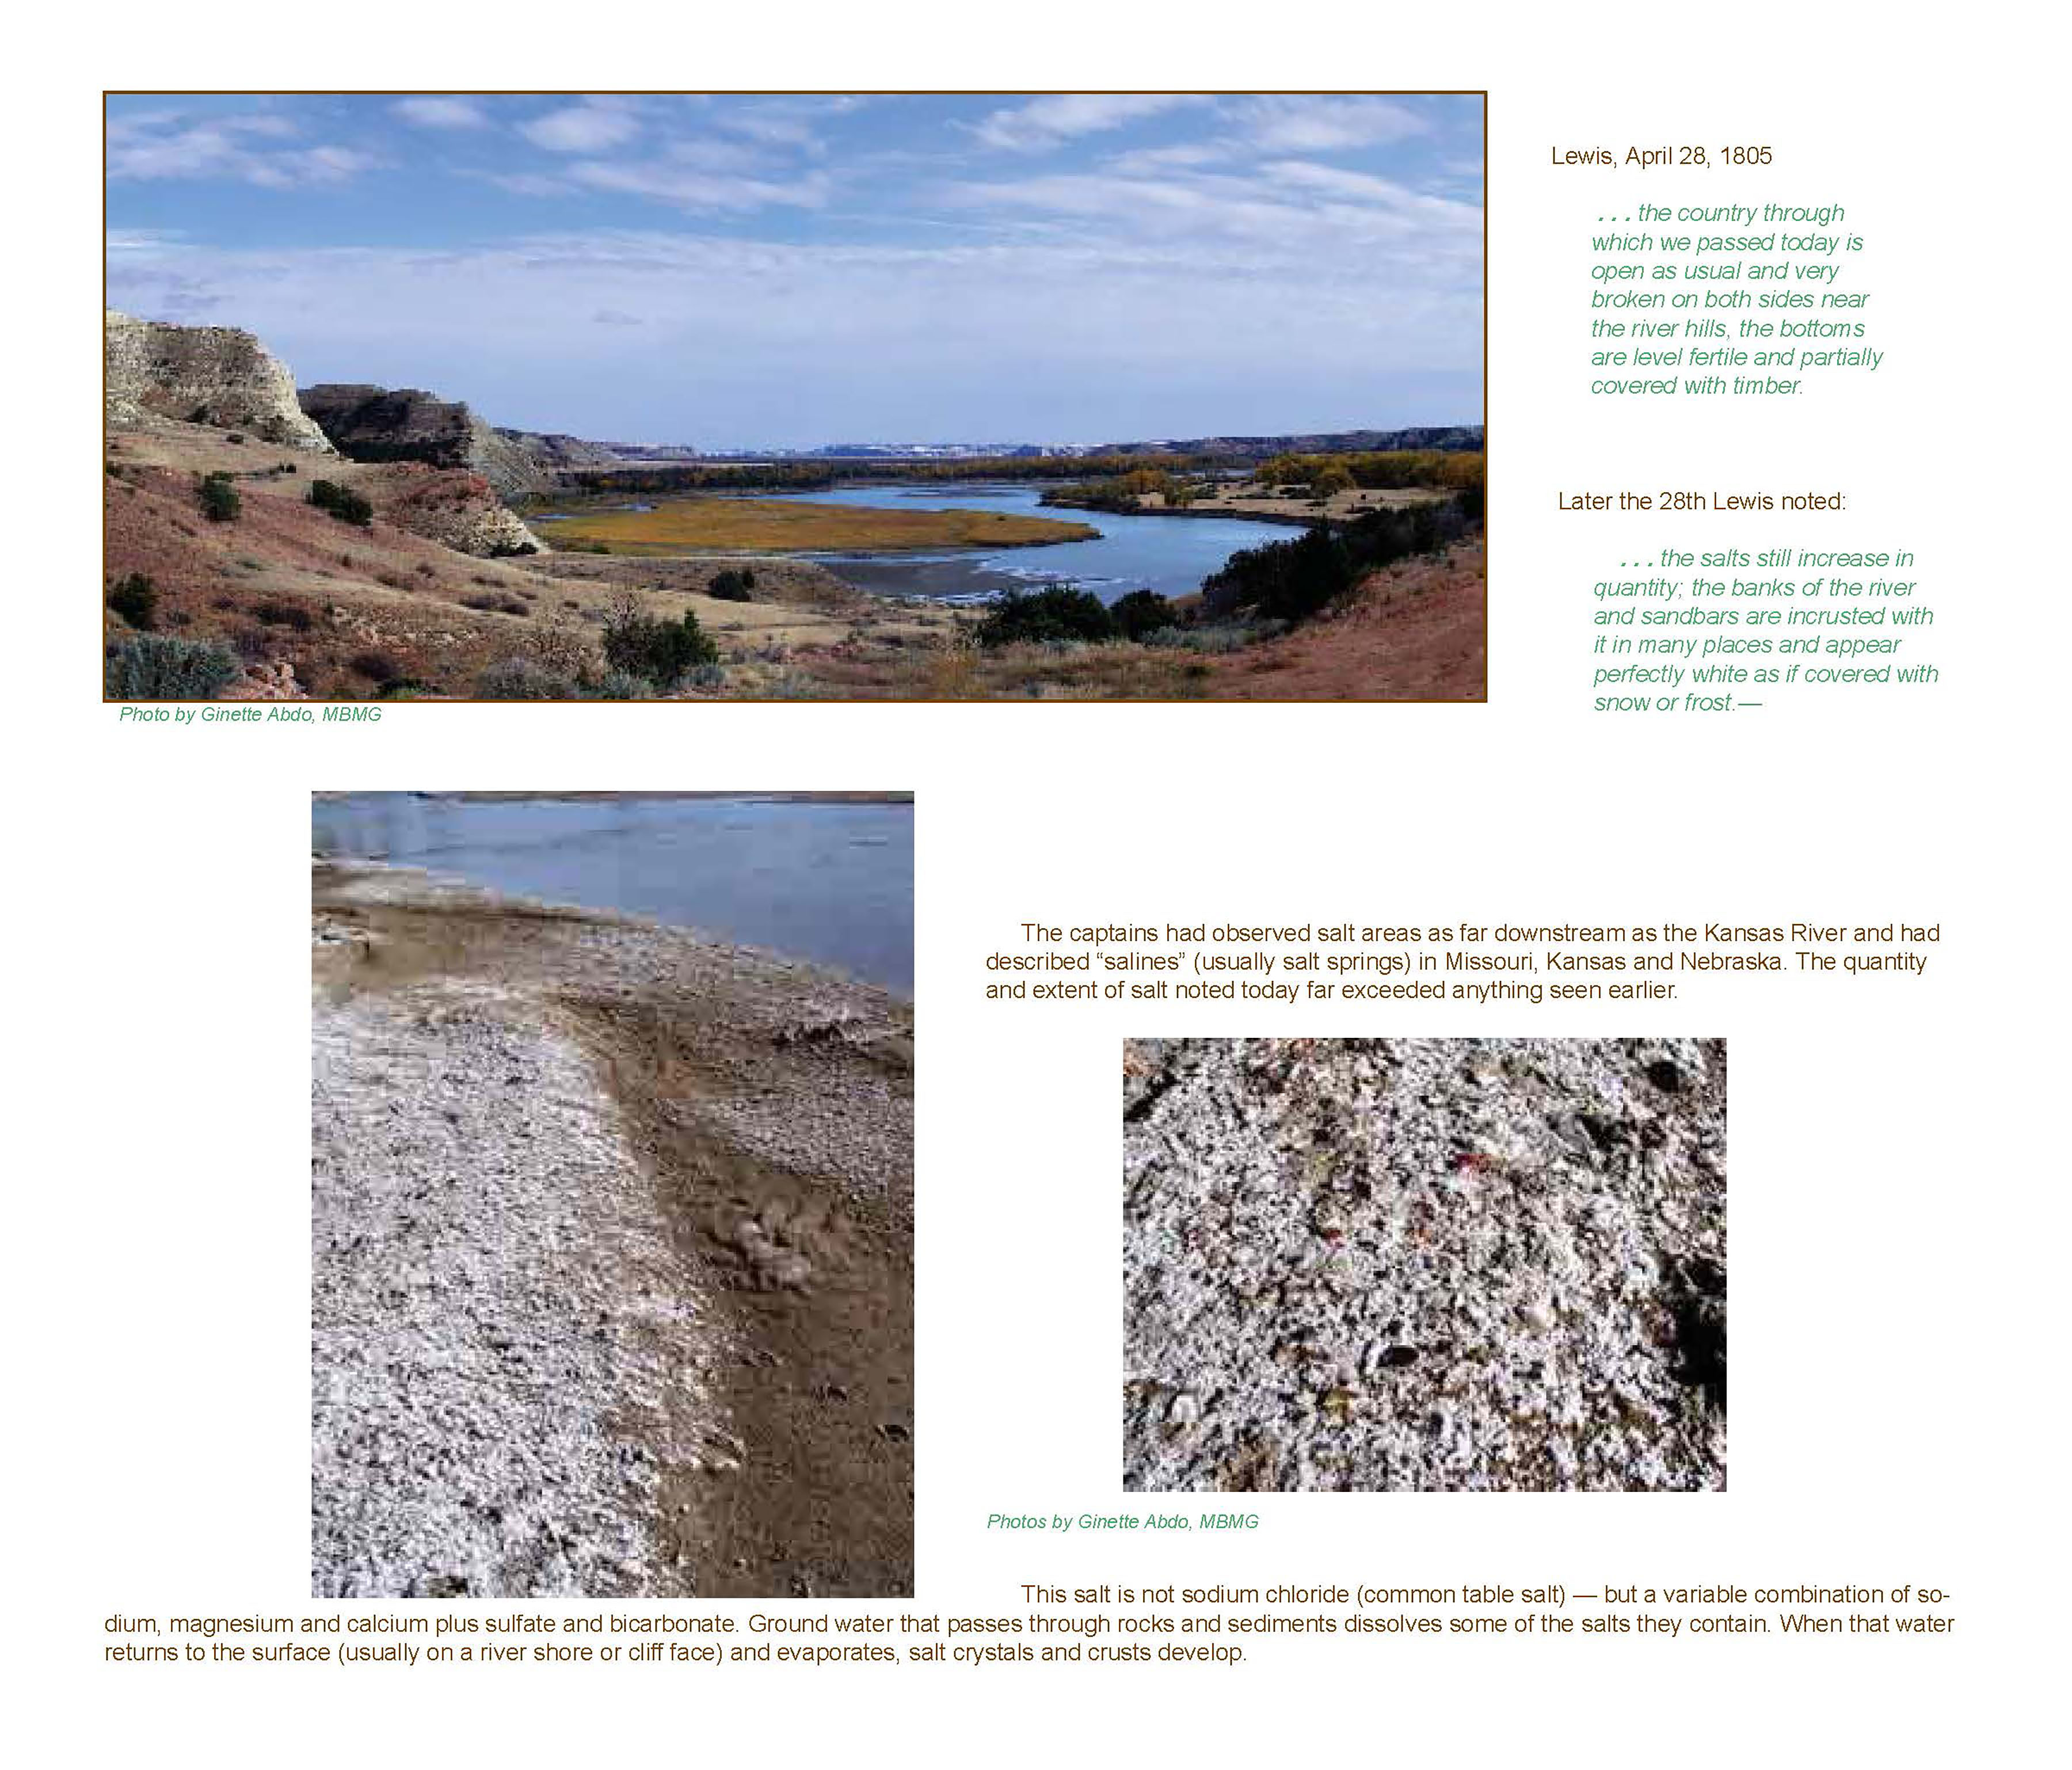 Lewis, April 28, 1805
. . . the country through
which we passed today is
open as usual and very
broken on both sides near
the river hills, the bottoms
are level fertile and partially
covered with timber.
Later the 28th Lewis noted:
. . . the salts still increase in
quantity; the banks of the river
and sandbars are incrusted with
it in many places and appear
perfectly white as if covered with
snow or frost.—
Photo by Ginette Abdo, MBMG
The captains had observed salt areas as far downstream as the Kansas River and had
described “salines” (usually salt springs) in Missouri, Kansas and Nebraska. The quantity
and extent of salt noted today far exceeded anything seen earlier.
Photos by Ginette Abdo, MBMG
This salt is not sodium chloride (common table salt) — but a variable combination of so-
dium, magnesium and calcium plus sulfate and bicarbonate. Ground water that passes through rocks and sediments dissolves some of the salts they contain. When that water
returns to the surface (usually on a river shore or cliff face) and evaporates, salt crystals and crusts develop.